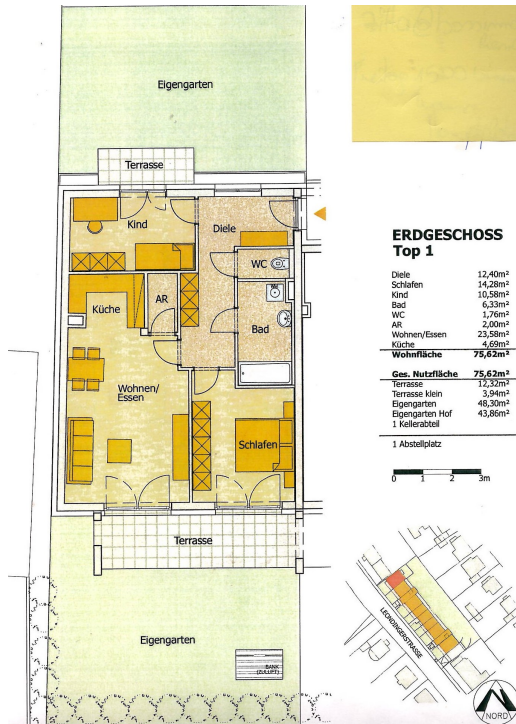 Eigengarten
Terrasse
Kind
Diele
WC
Küche
AR
Bad
Wohnen/
Essen
Schlafen
Terrasse
Eigengarten
BANK
(ZULUFT)
ERDGESCHOSS
Top 1
Diele 12,40m²
Schlafen 14,28m²
Kind 10,58m²
Bad 6,33m²
WC 1,76m²
AR 2,00m²
Wohnen/Essen 23,58m²
Küche 4,69m²
Wohnfläche 75,62m²
Ges. Nutzfläche 75,62m²
Terrasse 12,32m²
Terrasse klein 3,94m²
Eigengarten 48,30m²
Eigengarten Hof 43,86m²
1 Kellerabteil
1 Abstellplatz
0 1 2 3m
LEONDINGERSTRASSE
NORD